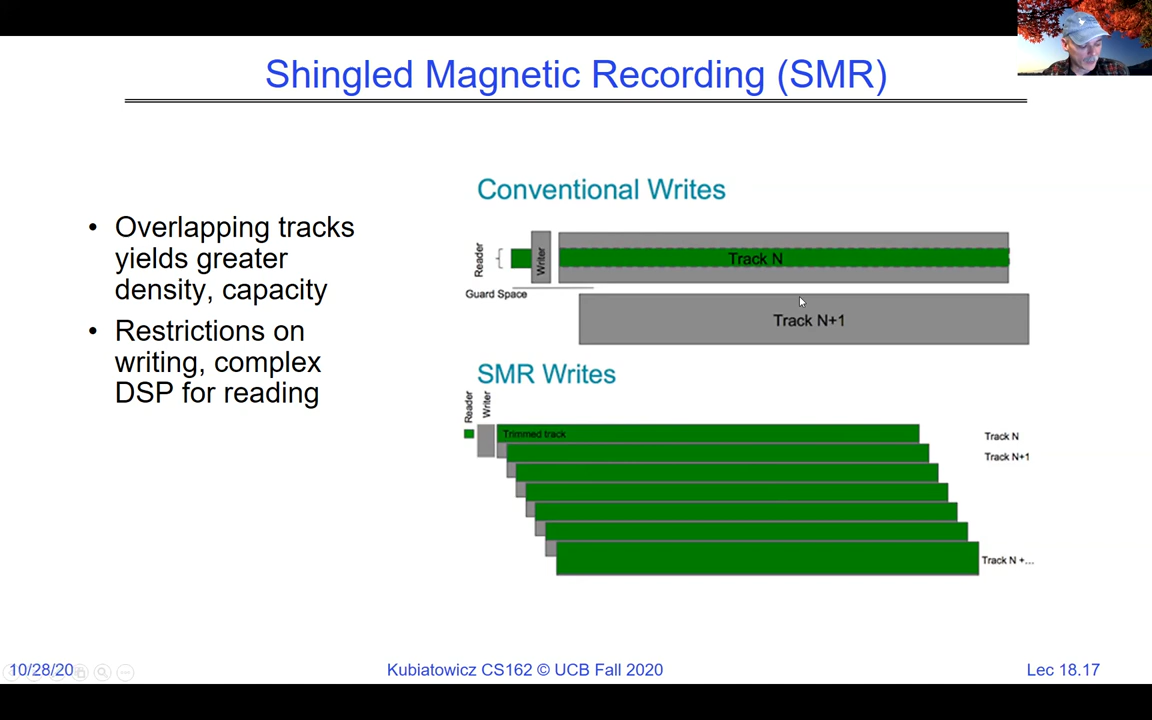 Shingled Magnetic Recording (SMR)
• Overlapping tracks
yields greater
density, capacity
• Restrictions on
writing, complex
DSP for reading
Conventional Writes
Reader
Writer
Track N
Guard Space
Track N+1
SMR Writes
Reader
Writer
Trimmed track
Track N
Track N+1
Track N +...
10/28/20
Kubiatowicz CS162 © UCB Fall 2020
Lec 18.17